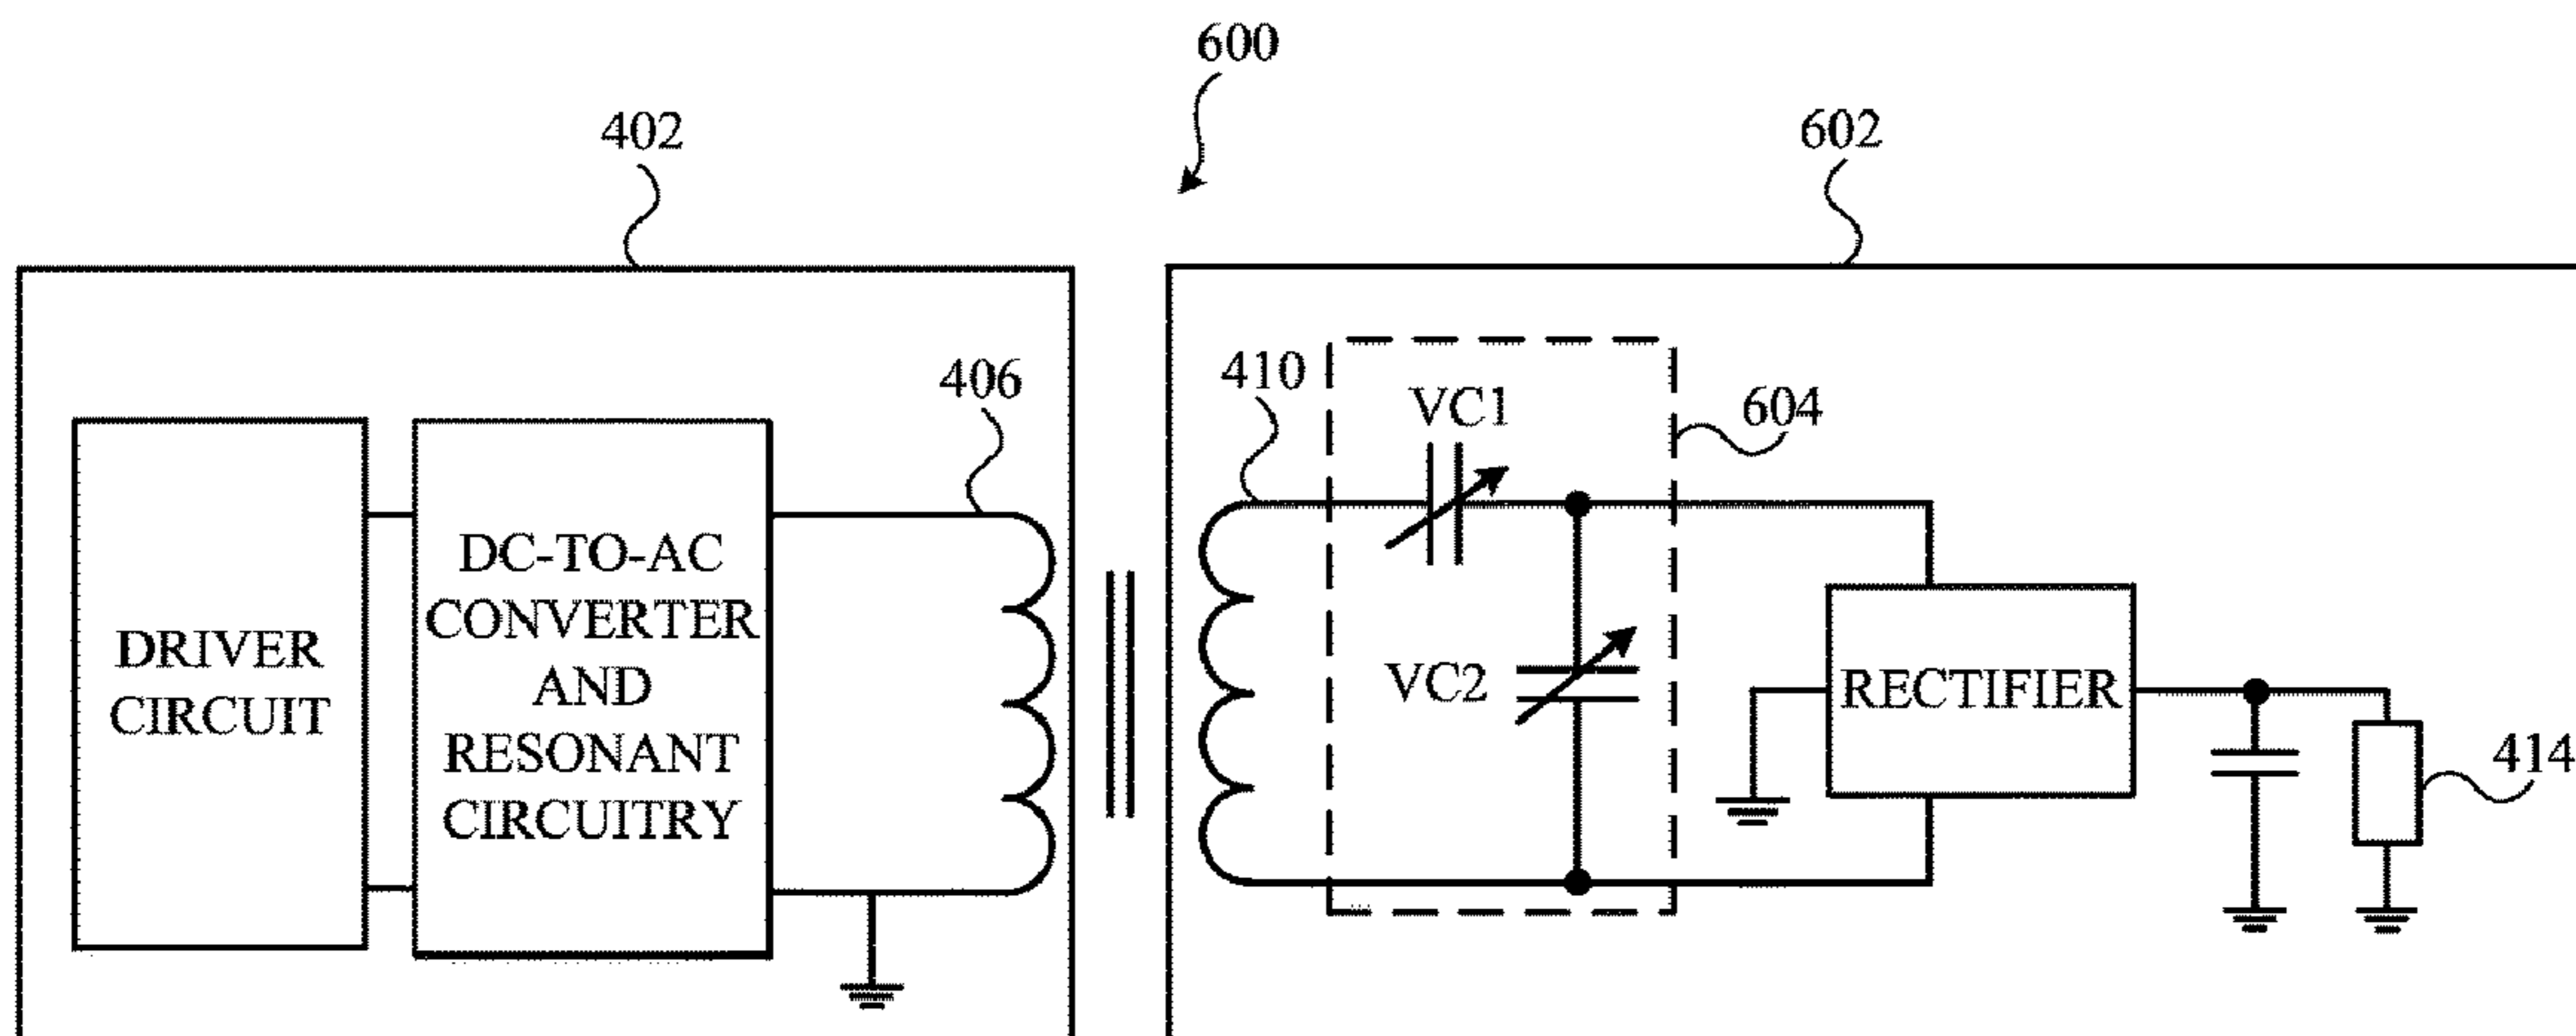 600
402
602
406
410
VC1
604
DRIVER
CIRCUIT
DC-TO-AC
CONVERTER
AND
RESONANT
CIRCUITRY
VC2
RECTIFIER
414